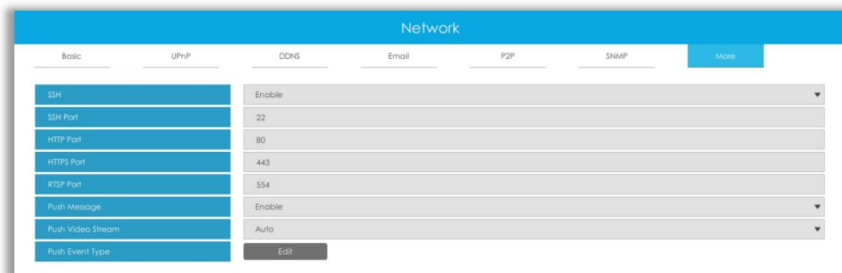 Network
Basic UPnP DDNS Email P2P SNMP More
SSH Enable
SSH Port 22
HTTP Port 80
HTTPS Port 443
RTSP Port 554
Push Message Enable
Push Video Stream Auto
Push Event Type Edit